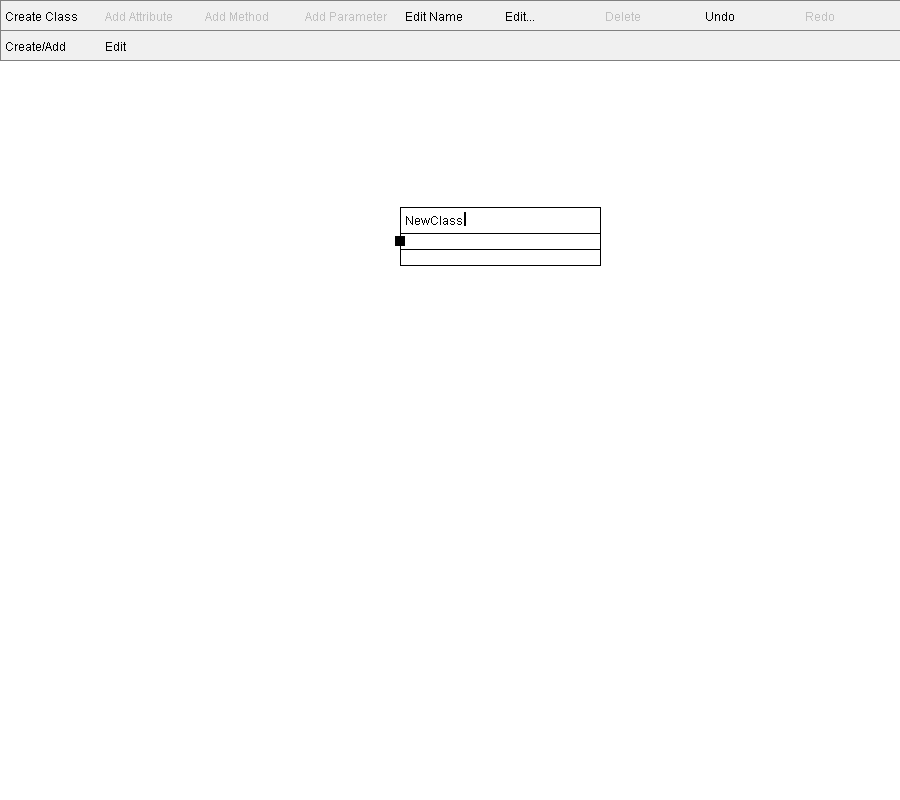 Create Class Add Attribute Add Method Add Parameter Edit Name Edit... Delete Undo Redo
Create/Add Edit
NewClass